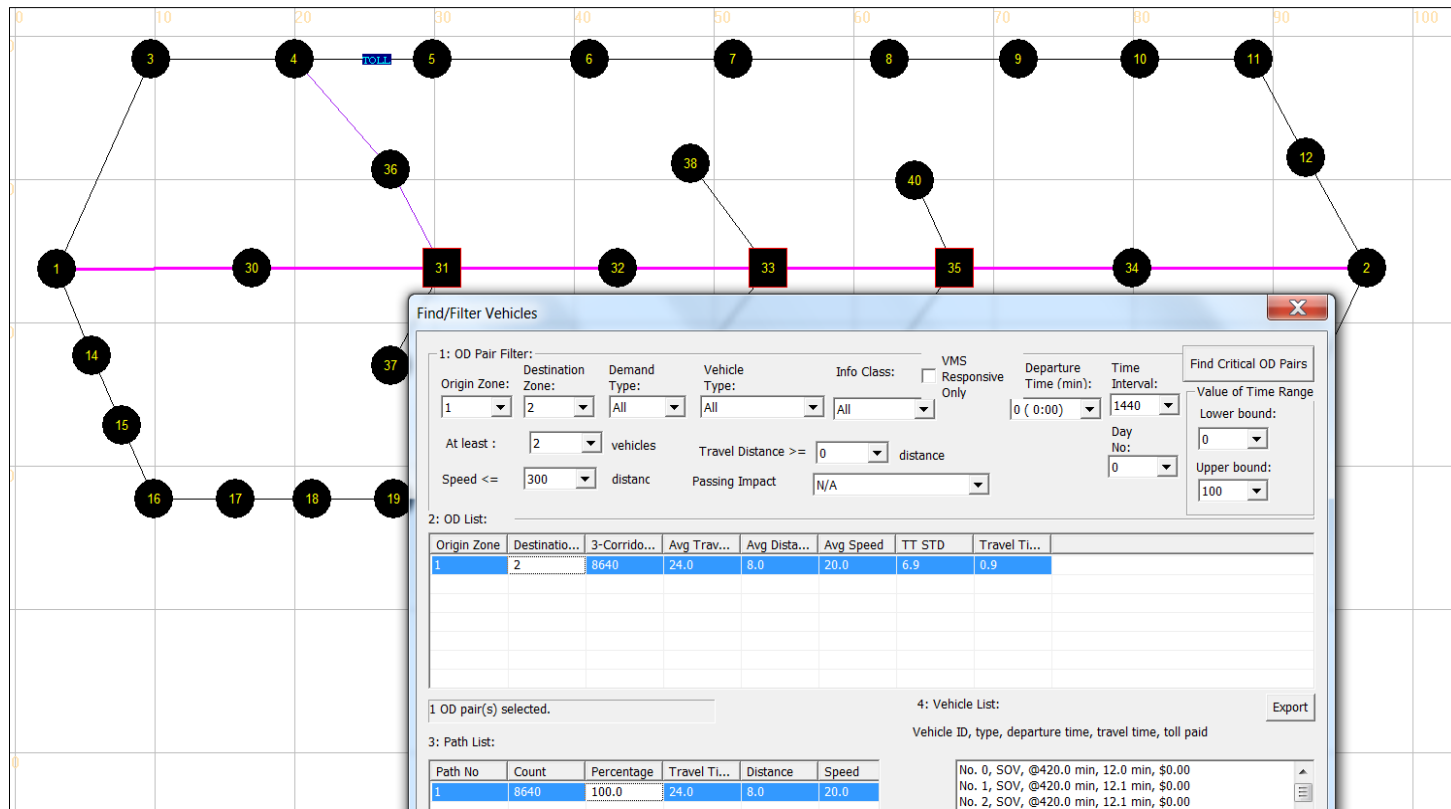 0 10 20 30 40 50 60 70 80 90 100
3 4 TOLL 5 6 7 8 9 10 11
36 38 40 12
1 30 31 32 33 35 34 2
14 37
15
16 17 18 19
0
Find/Filter Vehicles
1: OD Pair Filter:
Origin Zone: Destination Zone: Demand Type: Vehicle Type: Info Class: VMS Responsive Only Departure Time (min): Time Interval: Find Critical OD Pairs
1 2 All All All 0 ( 0:00) 1440
Value of Time Range
Lower bound:
0
Upper bound:
100
At least : 2 vehicles Travel Distance >= 0 distance Day No: 0
Speed <= 300 distanc Passing Impact N/A
2: OD List:
Origin Zone Destinatio... 3-Corrido... Avg Trav... Avg Dista... Avg Speed TT STD Travel Ti...
1 2 8640 24.0 8.0 20.0 6.9 0.9
1 OD pair(s) selected.
4: Vehicle List:
Export
Vehicle ID, type, departure time, travel time, toll paid
3: Path List:
Path No Count Percentage Travel Ti... Distance Speed
1 8640 100.0 24.0 8.0 20.0
No. 0, SOV, @420.0 min, 12.0 min, $0.00
No. 1, SOV, @420.0 min, 12.1 min, $0.00
No. 2, SOV, @420.0 min, 12.1 min, $0.00